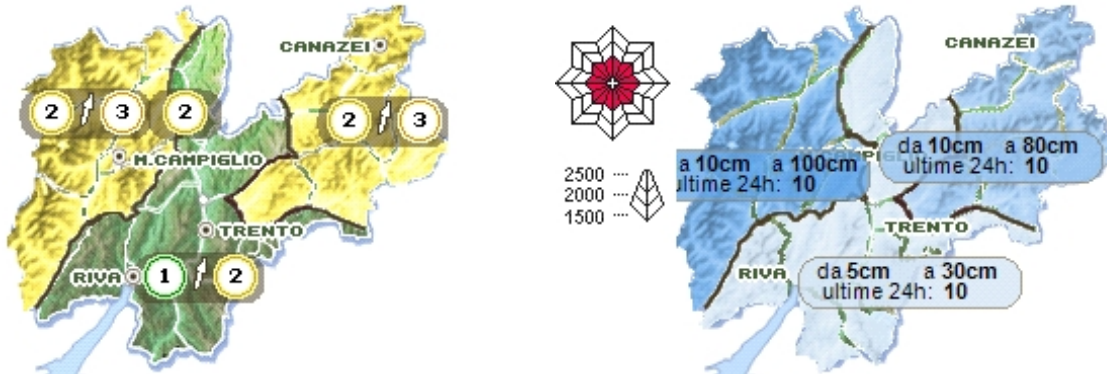 CANAZEI
2 3 2
2 3
M.CAMPIGLIO
TRENTO
RIVA
1 2
2500
2000
1500
CANAZEI
da 10cm a 80cm
ultime 24h: 10
a 10cm a 100cm
ultime 24h: 10
TRENTO
RIVA
da 5cm a 30cm
ultime 24h: 10